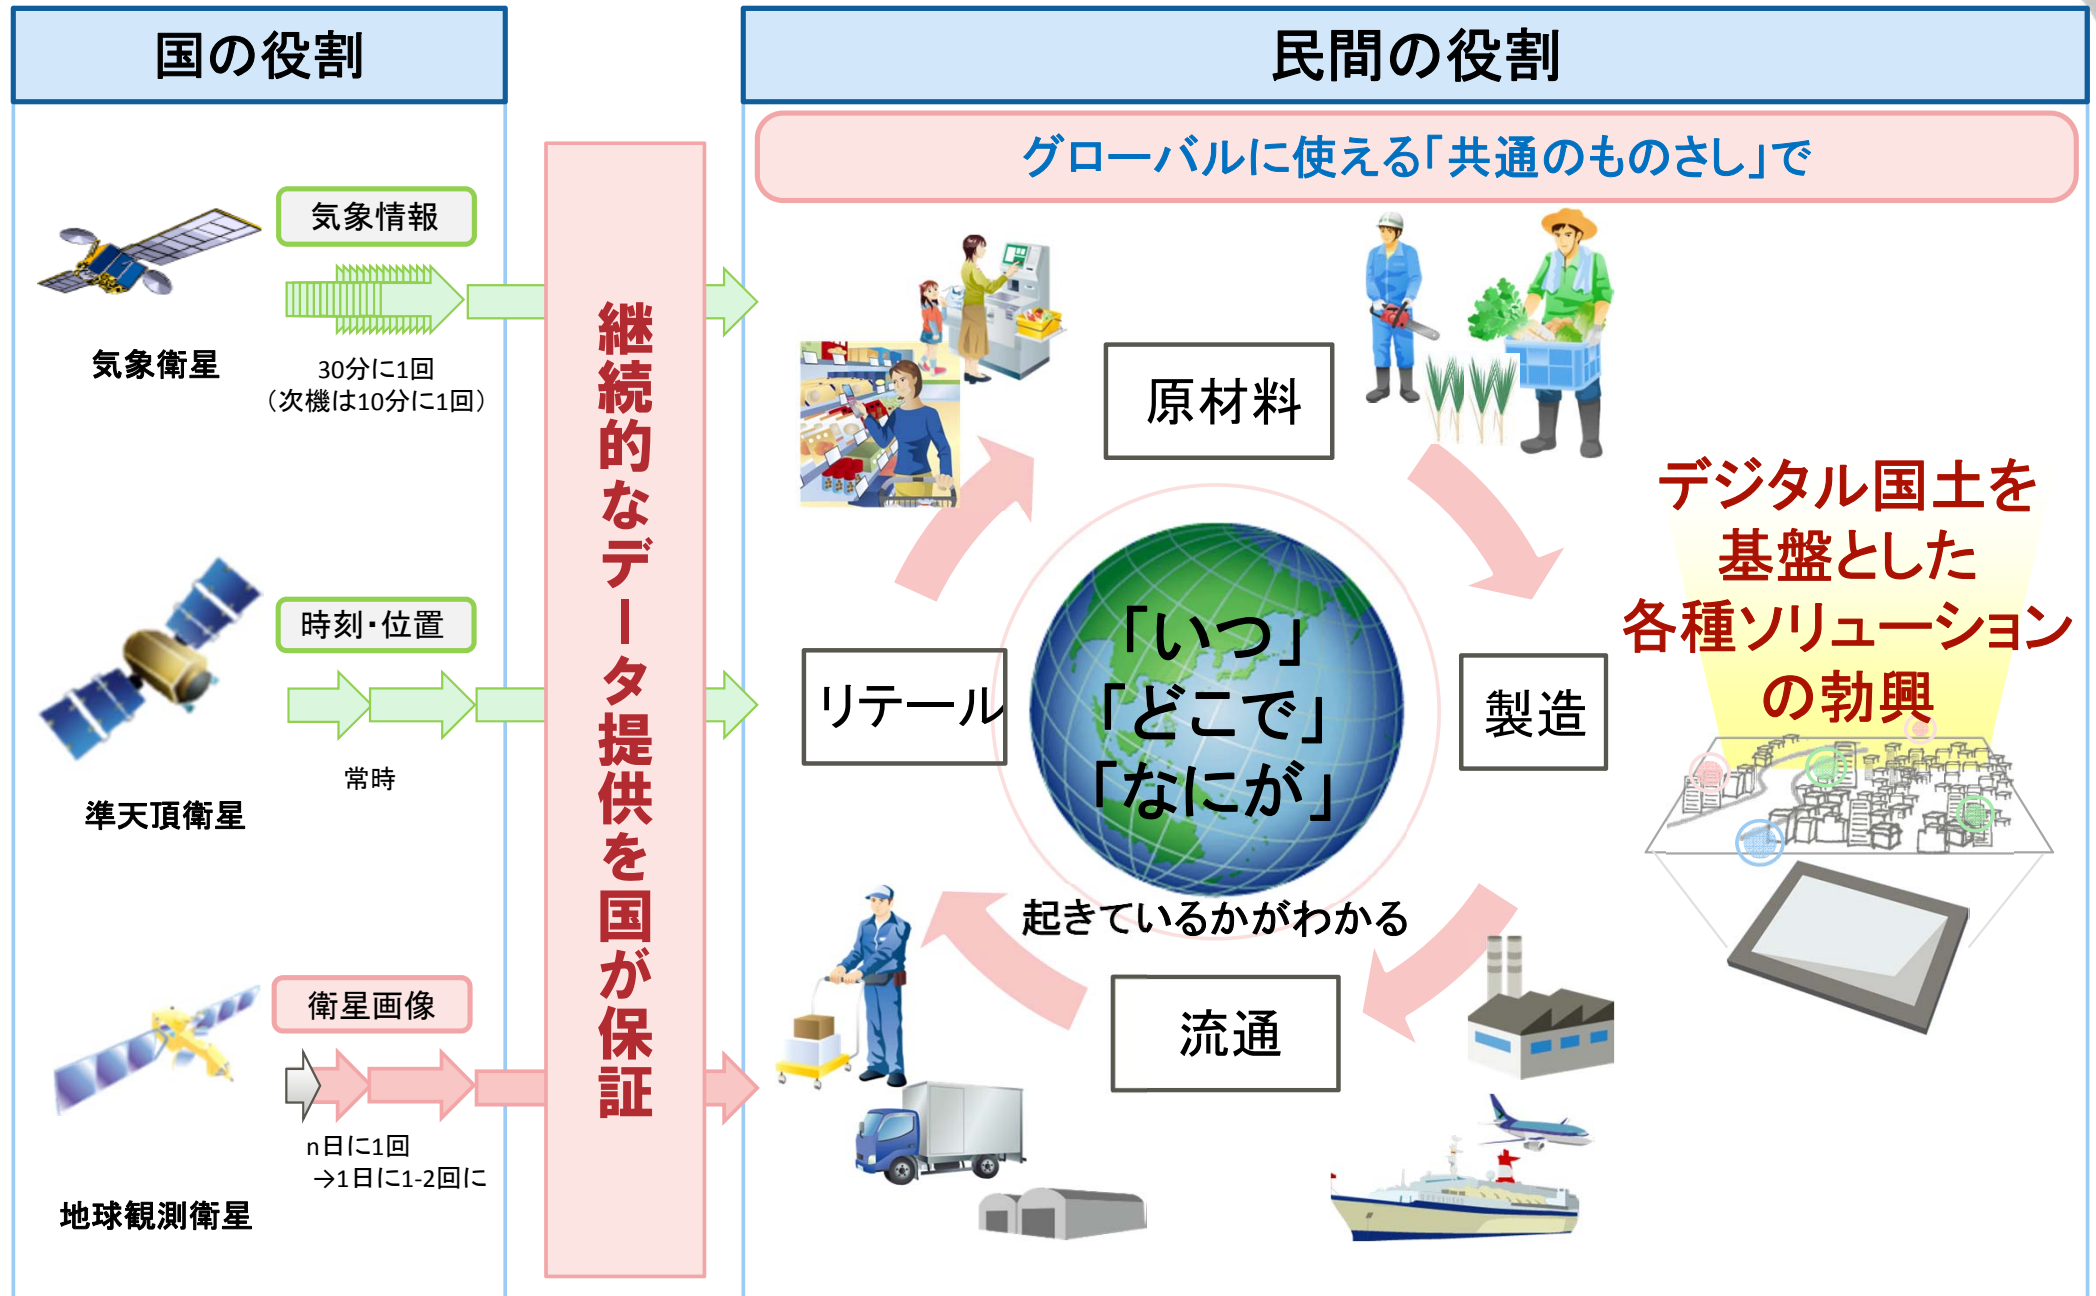 国の役割
気象情報
気象衛星
30分に1回
（次機は10分に1回）
時刻・位置
常時
準天頂衛星
衛星画像
n日に1回
→1日に1-2回に
地球観測衛星
継続的なデータ提供を国が保証
民間の役割
グローバルに使える「共通のものさし」で
原材料
リテール
製造
流通
「いつ」
「どこで」
「なにが」
起きているかがわかる
デジタル国土を
基盤とした
各種ソリューション
の勃興